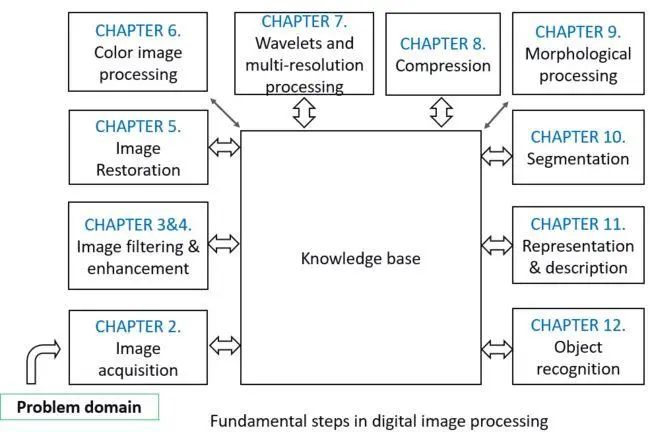 CHAPTER 6.
Color image
processing
CHAPTER 7.
Wavelets and
multi-resolution
processing
CHAPTER 8.
Compression
CHAPTER 9.
Morphological
processing
CHAPTER 5.
Image
Restoration
CHAPTER 10.
Segmentation
CHAPTER 3&4.
Image filtering &
enhancement
Knowledge base
CHAPTER 11.
Representation
& description
CHAPTER 2.
Image
acquisition
CHAPTER 12.
Object
recognition
Problem domain
Fundamental steps in digital image processing